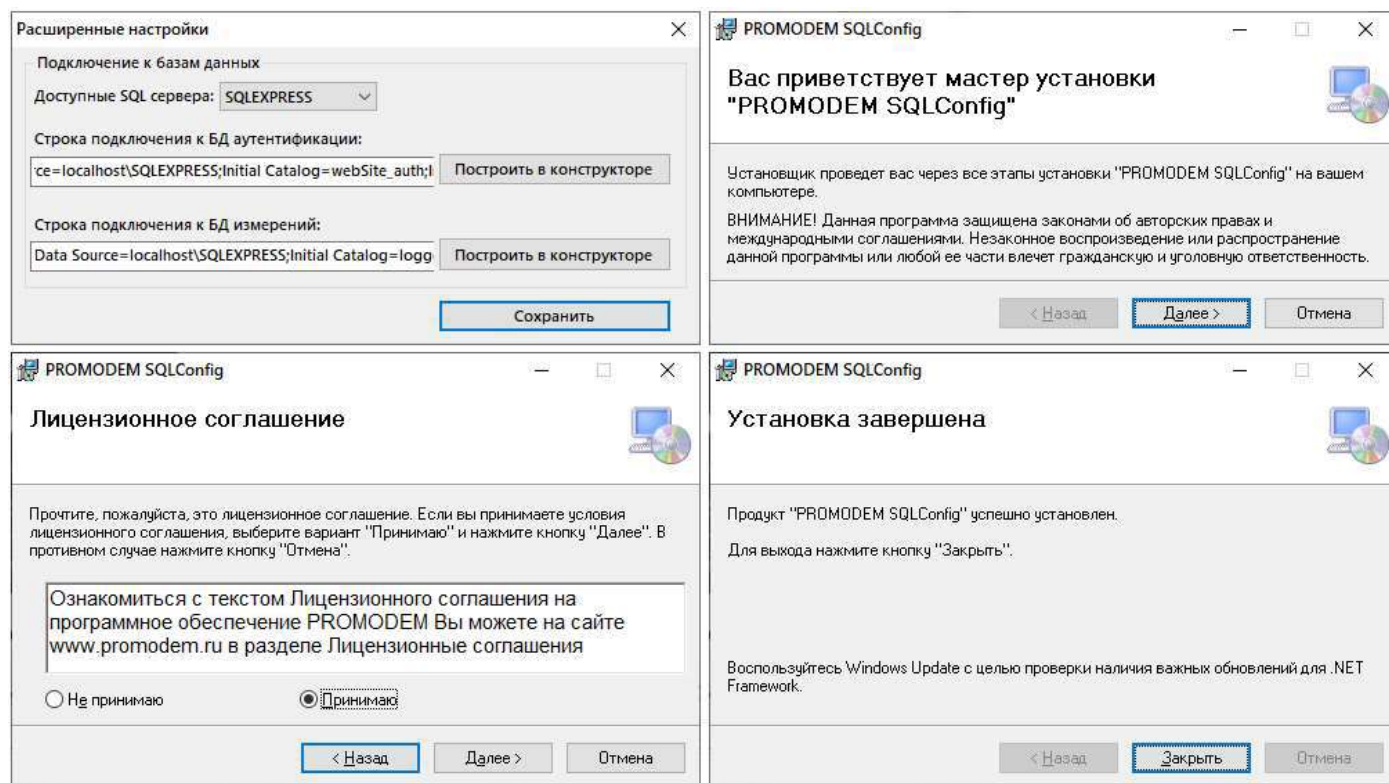 Расширенные настройки
Подключение к базам данных
Доступные SQL сервера: SQLEXPRESS
Строка подключения к БД аутентификации:
ce=localhost\SQLEXPRESS;Initial Catalog=webSite_auth;I Построить в конструкторе
Строка подключения к БД измерений:
Data Source=localhost\SQLEXPRESS;Initial Catalog=logg Построить в конструкторе
Сохранить
PROMODEM SQLConfig
Вас приветствует мастер установки
"PROMODEM SQLConfig"
Установщик проведет вас через все этапы установки "PROMODEM SQLConfig" на вашем
компьютере.
ВНИМАНИЕ! Данная программа защищена законами об авторских правах и
международными соглашениями. Незаконное воспроизведение или распространение
данной программы или любой ее части влечет гражданскую и уголовную ответственность.
< Назад Далее > Отмена
PROMODEM SQLConfig
Лицензионное соглашение
Прочтите, пожалуйста, это лицензионное соглашение. Если вы принимаете условия
лицензионного соглашения, выберите вариант "Принимаю" и нажмите кнопку "Далее". В
противном случае нажмите кнопку "Отмена".
Ознакомиться с текстом Лицензионного соглашения на
программное обеспечение PROMODEM Вы можете на сайте
www.promodem.ru в разделе Лицензионные соглашения
Не принимаю Принимаю
< Назад Далее > Отмена
PROMODEM SQLConfig
Установка завершена
Продукт "PROMODEM SQLConfig" успешно установлен.
Для выхода нажмите кнопку "Закрыть".
Воспользуйтесь Windows Update с целью проверки наличия важных обновлений для .NET
Framework.
< Назад Закрыть Отмена